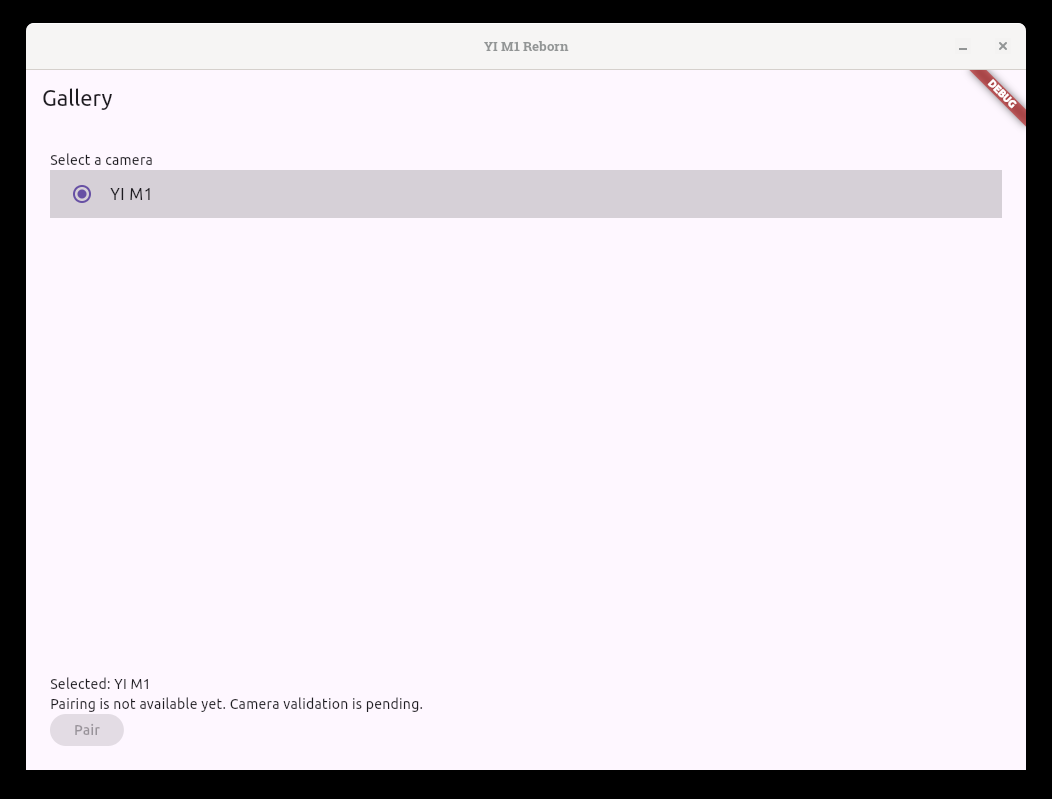 YI M1 Reborn
DEBUG
Gallery
Select a camera
YI M1
Selected: YI M1
Pairing is not available yet. Camera validation is pending.
Pair